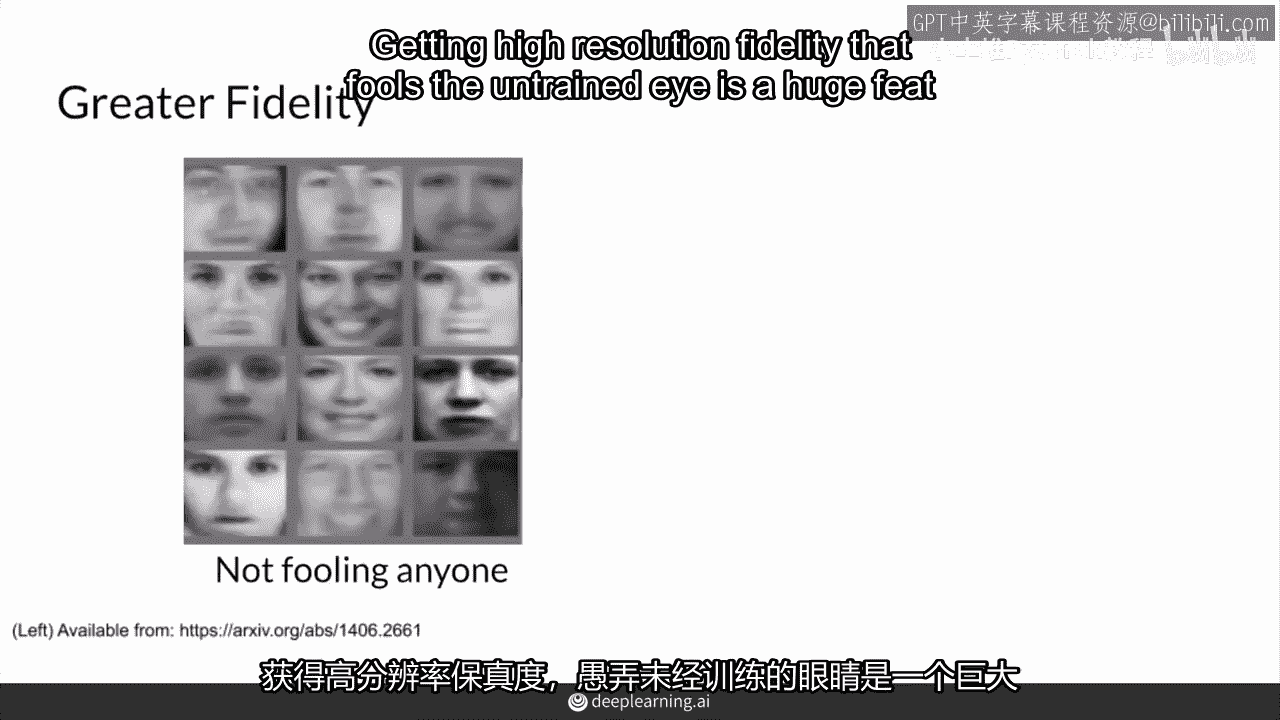 GPT中英字幕课程资源@bilibili.com
Getting high resolution fidelity that
fools the untrained eye is a huge feat
Greater Fidelity
Not fooling anyone
(Left) Available from: https://arxiv.org/abs/1406.2661
获得高分辨率保真度，愚弄未经训练的眼睛是一个巨大
deeplearning.ai